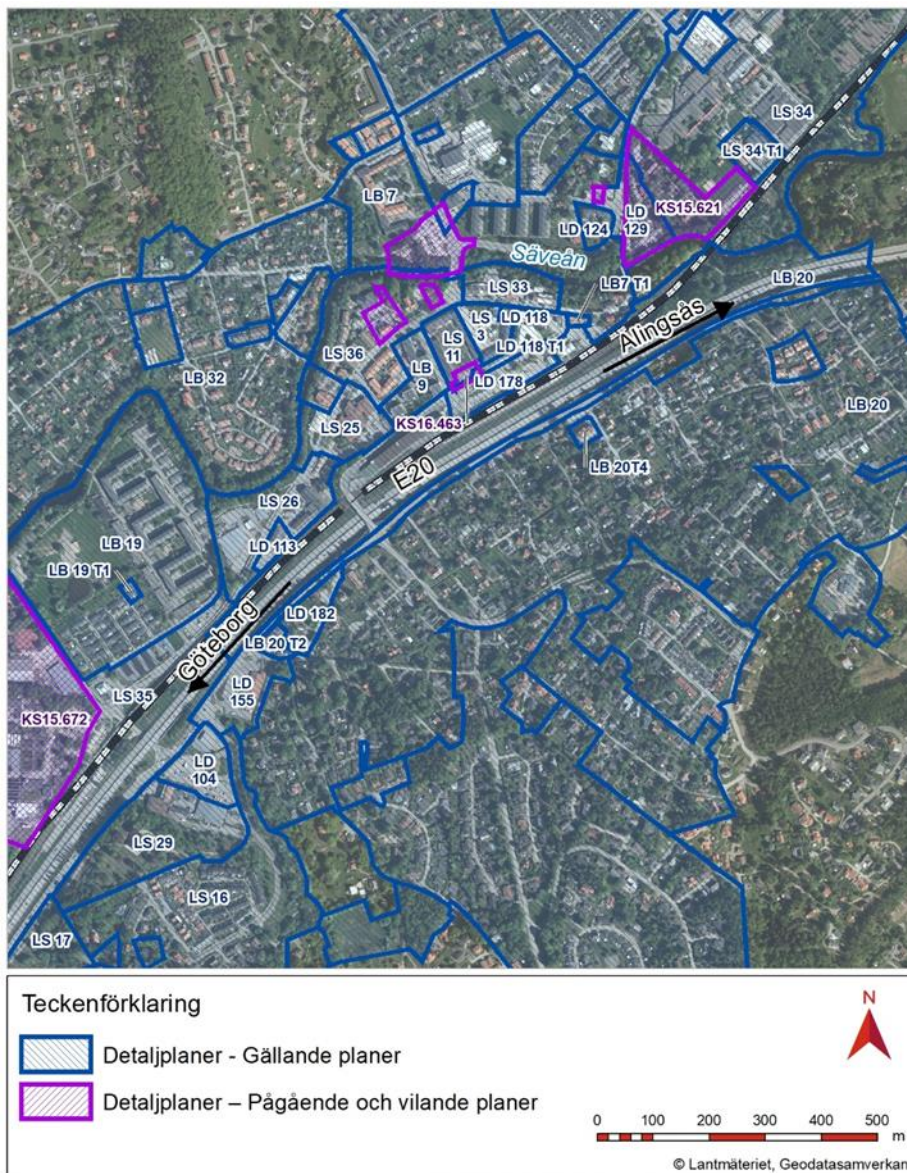 LS 34
LS 34 T1
LB 7
KS15.621
LD
129
LD 124
Säveån
LB7 T1
LB 20
LS 33
LS
3
LD 118
LD 118 T1
Alingsås
LS 36
LS
11
LB
9
LD 178
LB 32
LB 20
LS 25
KS16.463
LB 20T4
E20
LS 26
LB 19
LB 19 T1
LD 113
LD 182
Göteborg
LB 20 T2
LS 35
LD
155
KS15.672
LD
104
LS 29
LS 16
LS 17
Teckenförklaring
Detaljplaner - Gällande planer
Detaljplaner – Pågående och vilande planer
N
0 100 200 300 400 500
m
© Lantmäteriet, Geodatasamverkan